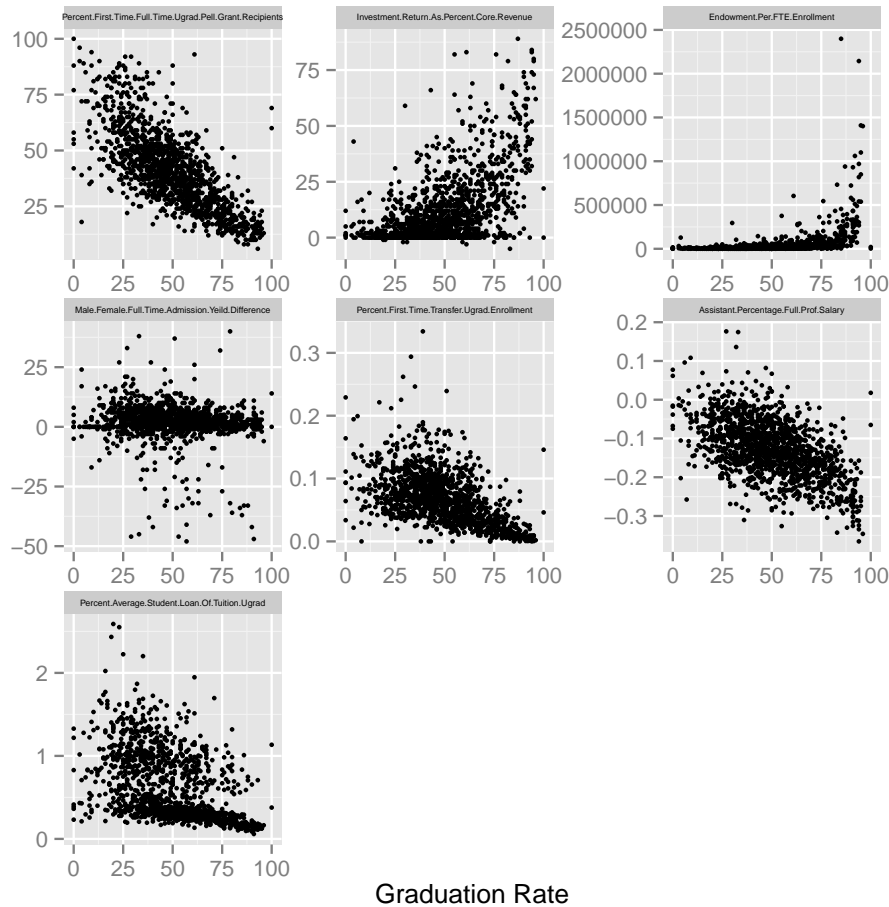 Percent.First.Time.Full.Time.Ugrad.Pell.Grant.Recipients
Investment.Return.As.Percent.Core.Revenue
Endowment.Per.FTE.Enrollment
100
75
50
25
75
50
25
0
2500000
2000000
1500000
1000000
500000
0
0 25 50 75 100
0 25 50 75 100
0 25 50 75 100
Male.Female.Full.Time.Admission.Yeild.Difference
Percent.First.Time.Transfer.Ugrad.Enrollment
Assistant.Percentage.Full.Prof.Salary
25
0
−25
−50
0.3
0.2
0.1
0.0
0.2
0.1
0.0
−0.1
−0.2
−0.3
0 25 50 75 100
0 25 50 75 100
0 25 50 75 100
Percent.Average.Student.Loan.Of.Tuition.Ugrad
2
1
0
0 25 50 75 100
Graduation Rate